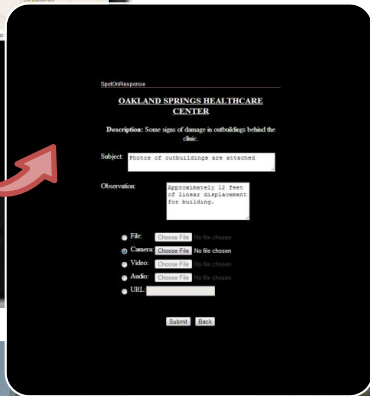 SpotOnResponse
OAKLAND SPRINGS HEALTHCARE
CENTER
Description: Some signs of damage in outbuildings behind the
clinic.
Subject: Photos of outbuildings are attached
Observation: Approximately 12 feet
of linear displacement
for building.
File: Choose File No file chosen
Camera: Choose File No file chosen
Video: Choose File No file chosen
Audio: Choose File No file chosen
URL:
Submit Back